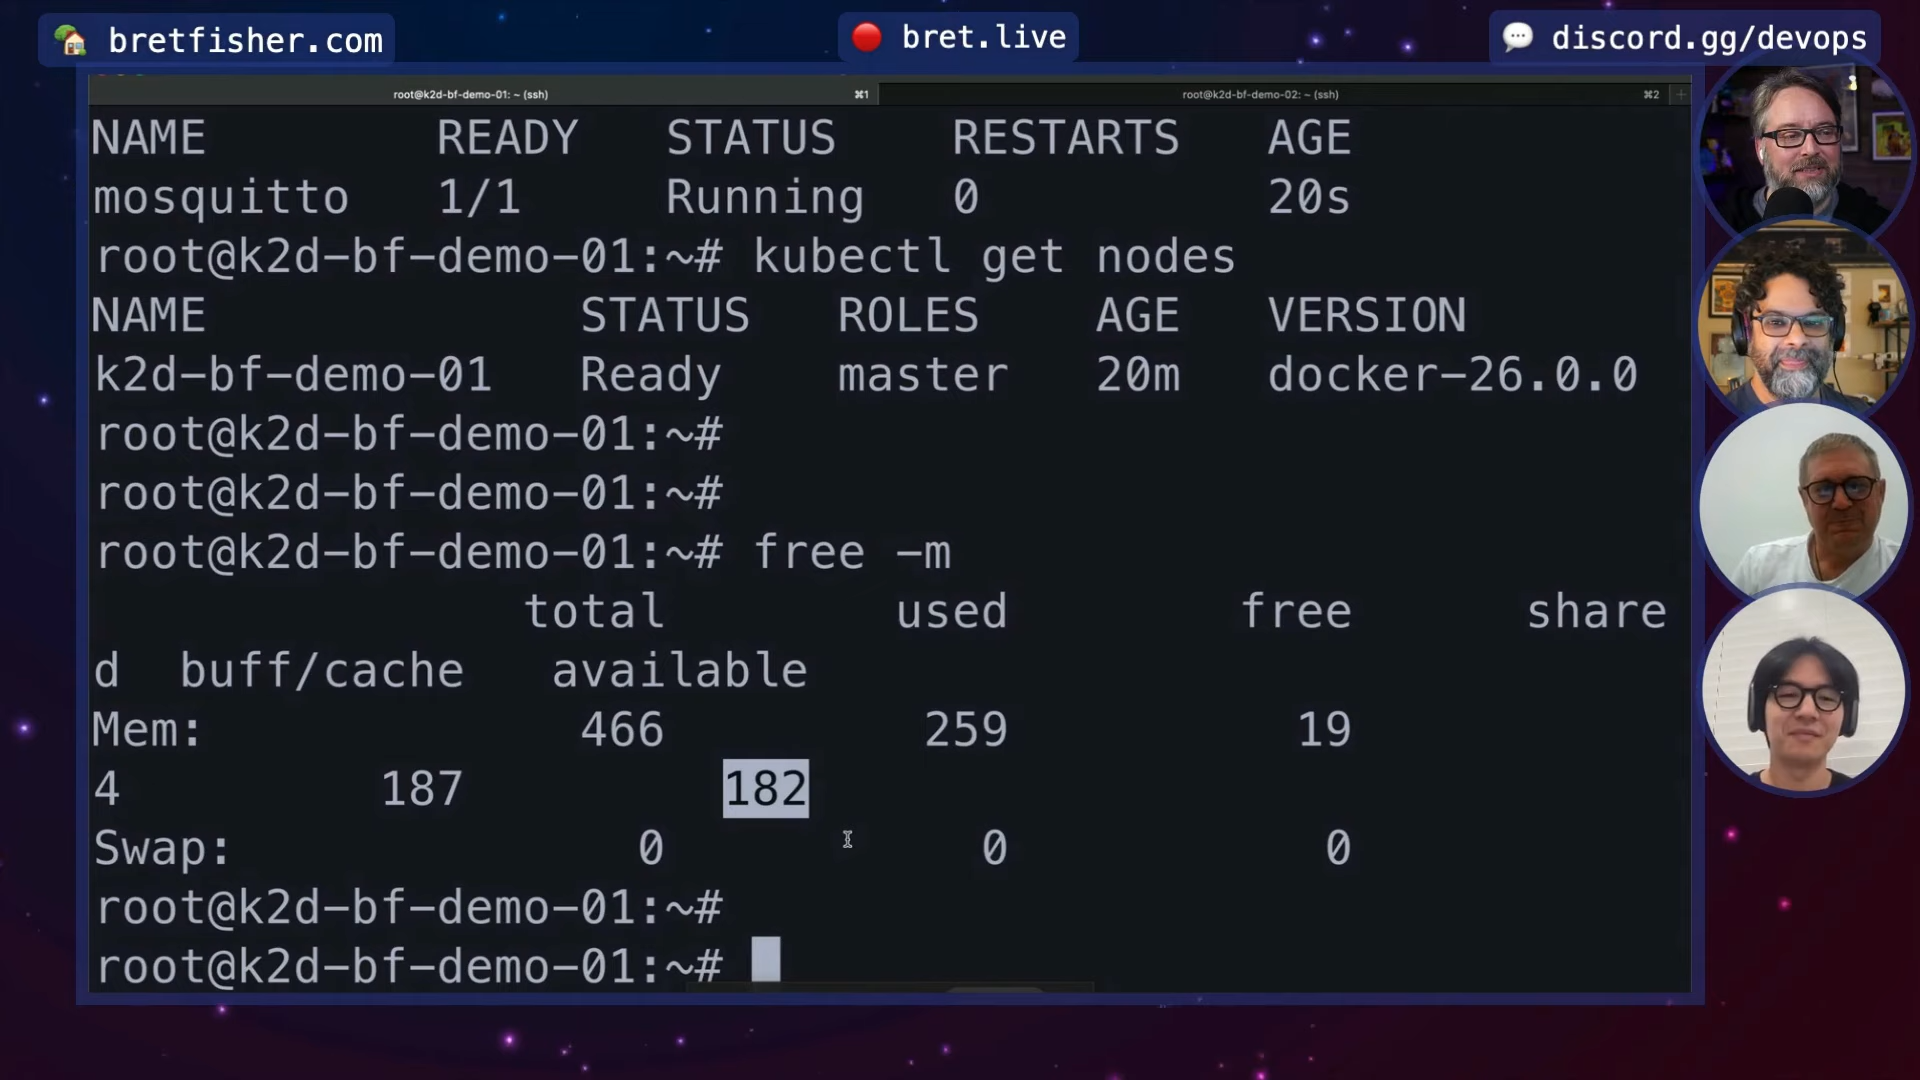 bretfisher.com
bret.live
discord.gg/devops
root@k2d-bf-demo-01: ~ (ssh) ⌘1
root@k2d-bf-demo-02: ~ (ssh) ⌘2 +
NAME READY STATUS RESTARTS AGE
mosquitto 1/1 Running 0 20s
root@k2d-bf-demo-01:~# kubectl get nodes
NAME STATUS ROLES AGE VERSION
k2d-bf-demo-01 Ready master 20m docker-26.0.0
root@k2d-bf-demo-01:~#
root@k2d-bf-demo-01:~#
root@k2d-bf-demo-01:~# free -m
total used free share
d buff/cache available
Mem: 466 259 19
4 187 182
Swap: 0 0 0
root@k2d-bf-demo-01:~#
root@k2d-bf-demo-01:~#